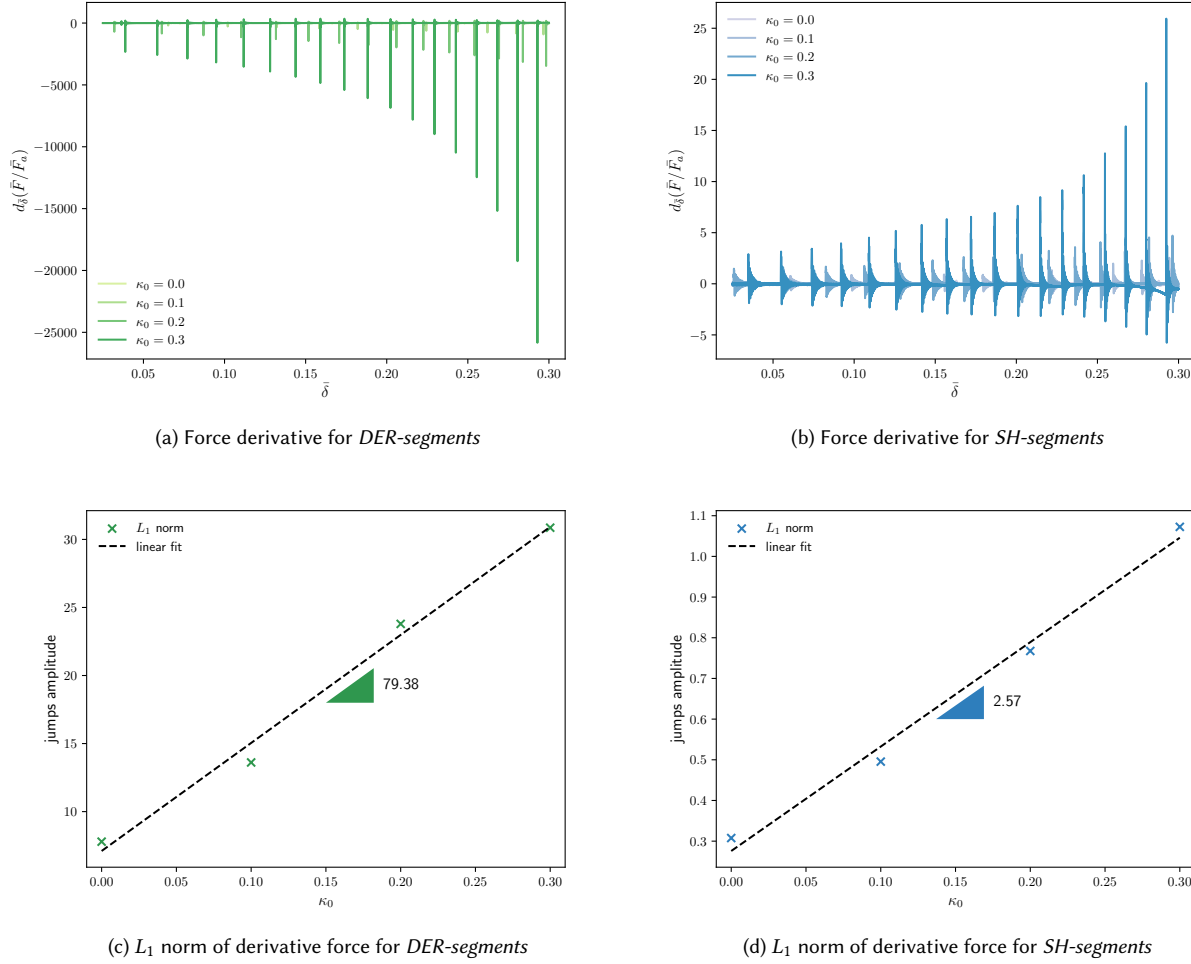 0
−5000
−10000
−15000
−20000
−25000
d_δ̄(F̄/F̄_a)
κ₀ = 0.0
κ₀ = 0.1
κ₀ = 0.2
κ₀ = 0.3
0.05 0.10 0.15 0.20 0.25 0.30
δ̄
(a) Force derivative for DER-segments
25
20
15
10
5
0
−5
d_δ̄(F̄/F̄_a)
κ₀ = 0.0
κ₀ = 0.1
κ₀ = 0.2
κ₀ = 0.3
0.05 0.10 0.15 0.20 0.25 0.30
δ̄
(b) Force derivative for SH-segments
30
25
20
15
10
jumps amplitude
L₁ norm
linear fit
79.38
0.00 0.05 0.10 0.15 0.20 0.25 0.30
κ₀
(c) L₁ norm of derivative force for DER-segments
1.1
1.0
0.9
0.8
0.7
0.6
0.5
0.4
0.3
jumps amplitude
L₁ norm
linear fit
2.57
0.00 0.05 0.10 0.15 0.20 0.25 0.30
κ₀
(d) L₁ norm of derivative force for SH-segments